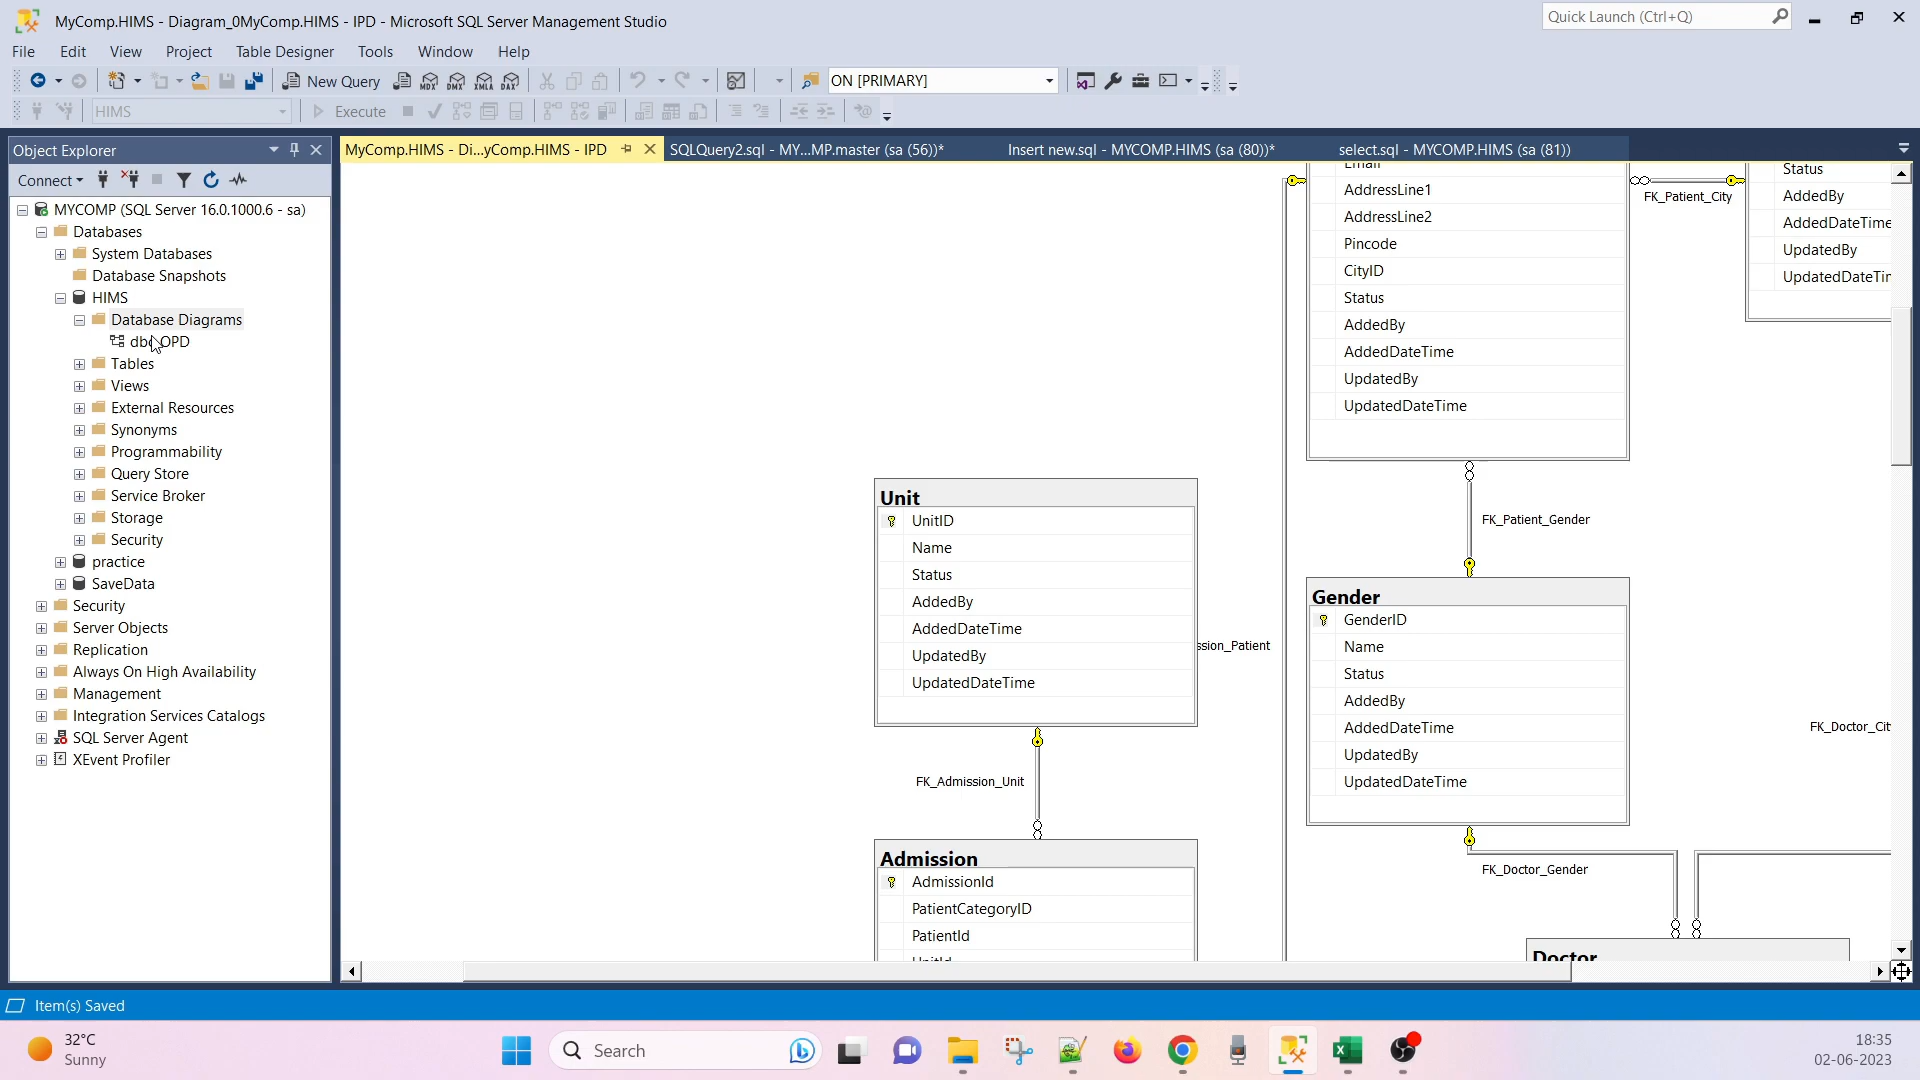 MyComp.HIMS - Diagram_0MyComp.HIMS - IPD - Microsoft SQL Server Management Studio
Quick Launch (Ctrl+Q)
File Edit View Project Table Designer Tools Window Help
New Query
MDX DMX XMLA DAX
ON [PRIMARY]
HIMS
Execute
Object Explorer
MyComp.HIMS - Di...yComp.HIMS - IPD
SQLQuery2.sql - MY...MP.master (sa (56))*
Insert new.sql - MYCOMP.HIMS (sa (80))*
select.sql - MYCOMP.HIMS (sa (81))
Connect
MYCOMP (SQL Server 16.0.1000.6 - sa)
Databases
System Databases
Database Snapshots
HIMS
Database Diagrams
OPD
Tables
Views
External Resources
Synonyms
Programmability
Query Store
Service Broker
Storage
Security
practice
SaveData
Security
Server Objects
Replication
Always On High Availability
Management
Integration Services Catalogs
SQL Server Agent
XEvent Profiler
Email
AddressLine1
AddressLine2
Pincode
CityID
Status
AddedBy
AddedDateTime
UpdatedBy
UpdatedDateTime
FK_Patient_City
Status
AddedBy
AddedDateTime
UpdatedBy
UpdatedDateTir
Unit
UnitID
Name
Status
AddedBy
AddedDateTime
UpdatedBy
UpdatedDateTime
ssion_Patient
FK_Patient_Gender
Gender
GenderID
Name
Status
AddedBy
AddedDateTime
UpdatedBy
UpdatedDateTime
FK_Doctor_Cit
FK_Admission_Unit
FK_Doctor_Gender
Admission
AdmissionId
PatientCategoryID
PatientId
UnitId
Doctor
Item(s) Saved
32°C
Sunny
Search
18:35
02-06-2023